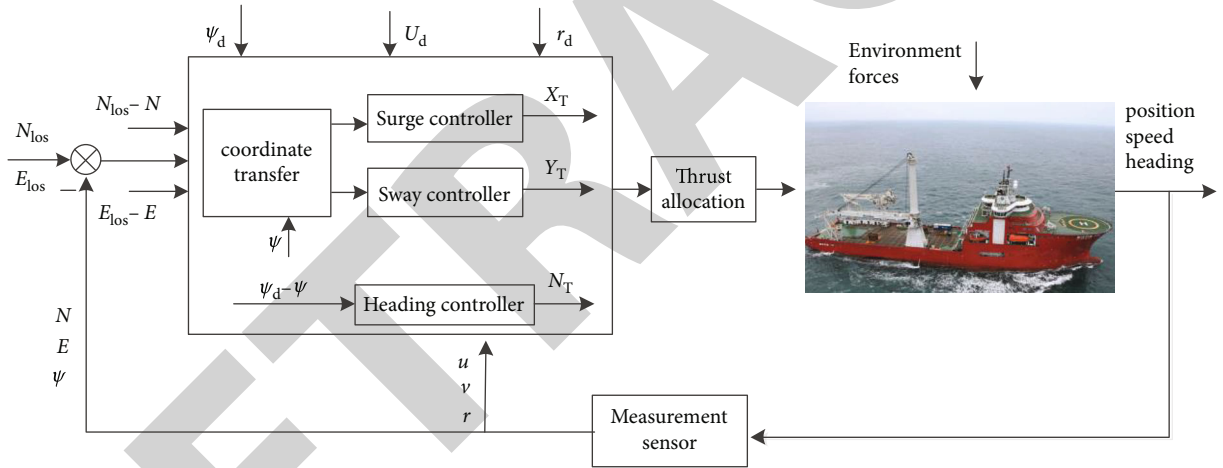 ψd
Ud
rd
Environment
forces
Nlos – N
Nlos
Elos
–
Elos – E
coordinate
transfer
ψ
Surge controller
XT
Sway controller
YT
ψd – ψ
Heading controller
NT
Thrust
allocation
position
speed
heading
N
E
ψ
u
v
r
Measurement
sensor
ETRAC